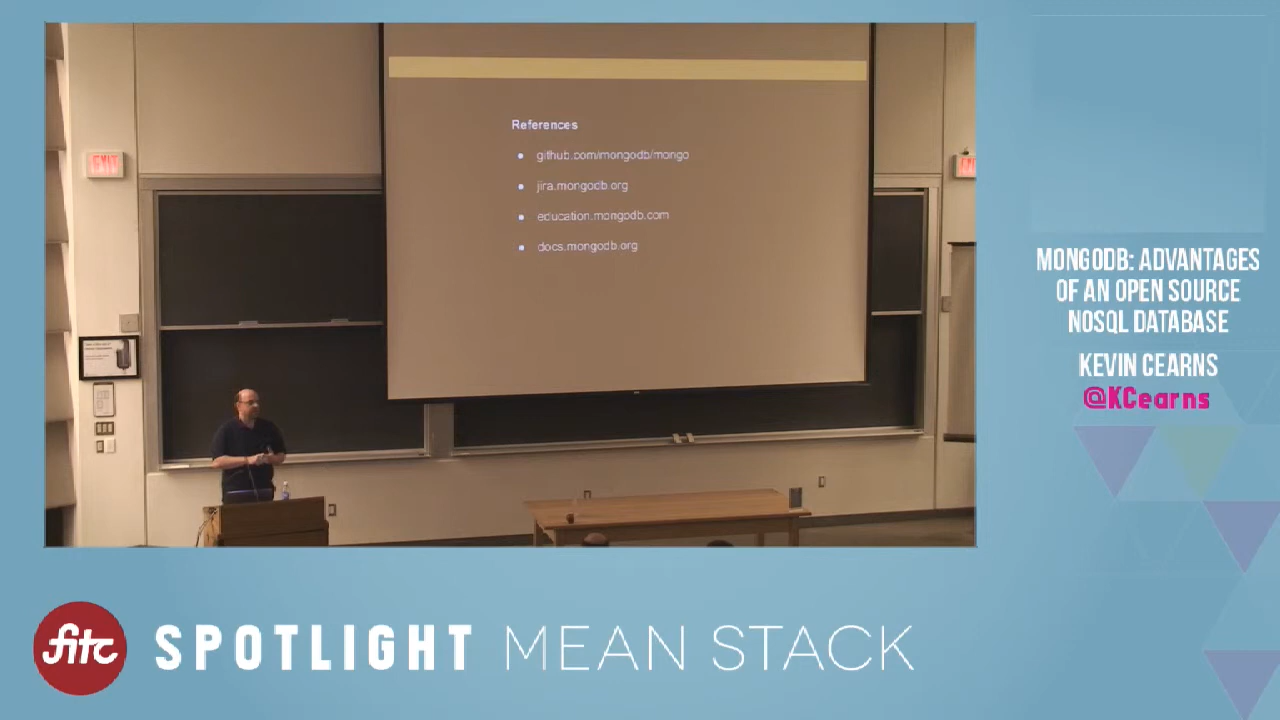 References
github.com/mongodb/mongo
jira.mongodb.org
education.mongodb.com
docs.mongodb.org
EXIT
MONGODB: ADVANTAGES
OF AN OPEN SOURCE
NOSQL DATABASE
KEVIN CEARNS
@KCearns
fitc
SPOTLIGHT MEAN STACK